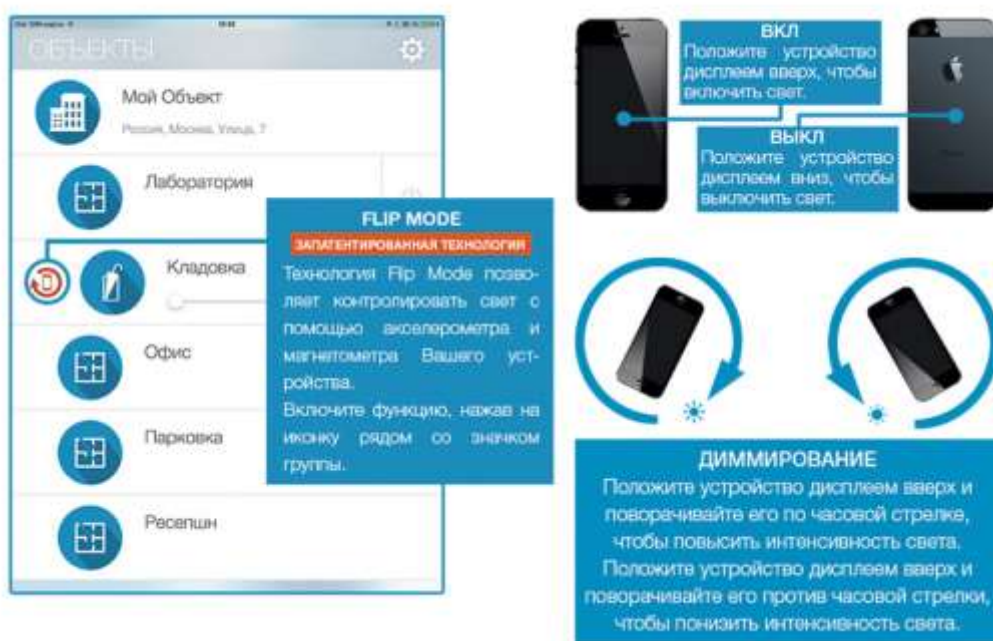 ОБЪЕКТЫ
Мой Объект
Россия, Москва, Улица, 7
Лаборатория
Кладовка
Офис
Парковка
Ресепшн
FLIP MODE
ЗАПАТЕНТИРОВАННАЯ ТЕХНОЛОГИЯ
Технология Flip Mode позво-
ляет контролировать свет с
помощью акселерометра и
магнетометра Вашего уст-
ройства.
Включите функцию, нажав на
иконку рядом со значком
группы.
ВКЛ
Положите устройство
дисплеем вверх, чтобы
включить свет.
ВЫКЛ
Положите устройство
дисплеем вниз, чтобы
выключить свет.
ДИММИРОВАНИЕ
Положите устройство дисплеем вверх и
поворачивайте его по часовой стрелке,
чтобы повысить интенсивность света.
Положите устройство дисплеем вверх и
поворачивайте его против часовой стрелки,
чтобы понизить интенсивность света.